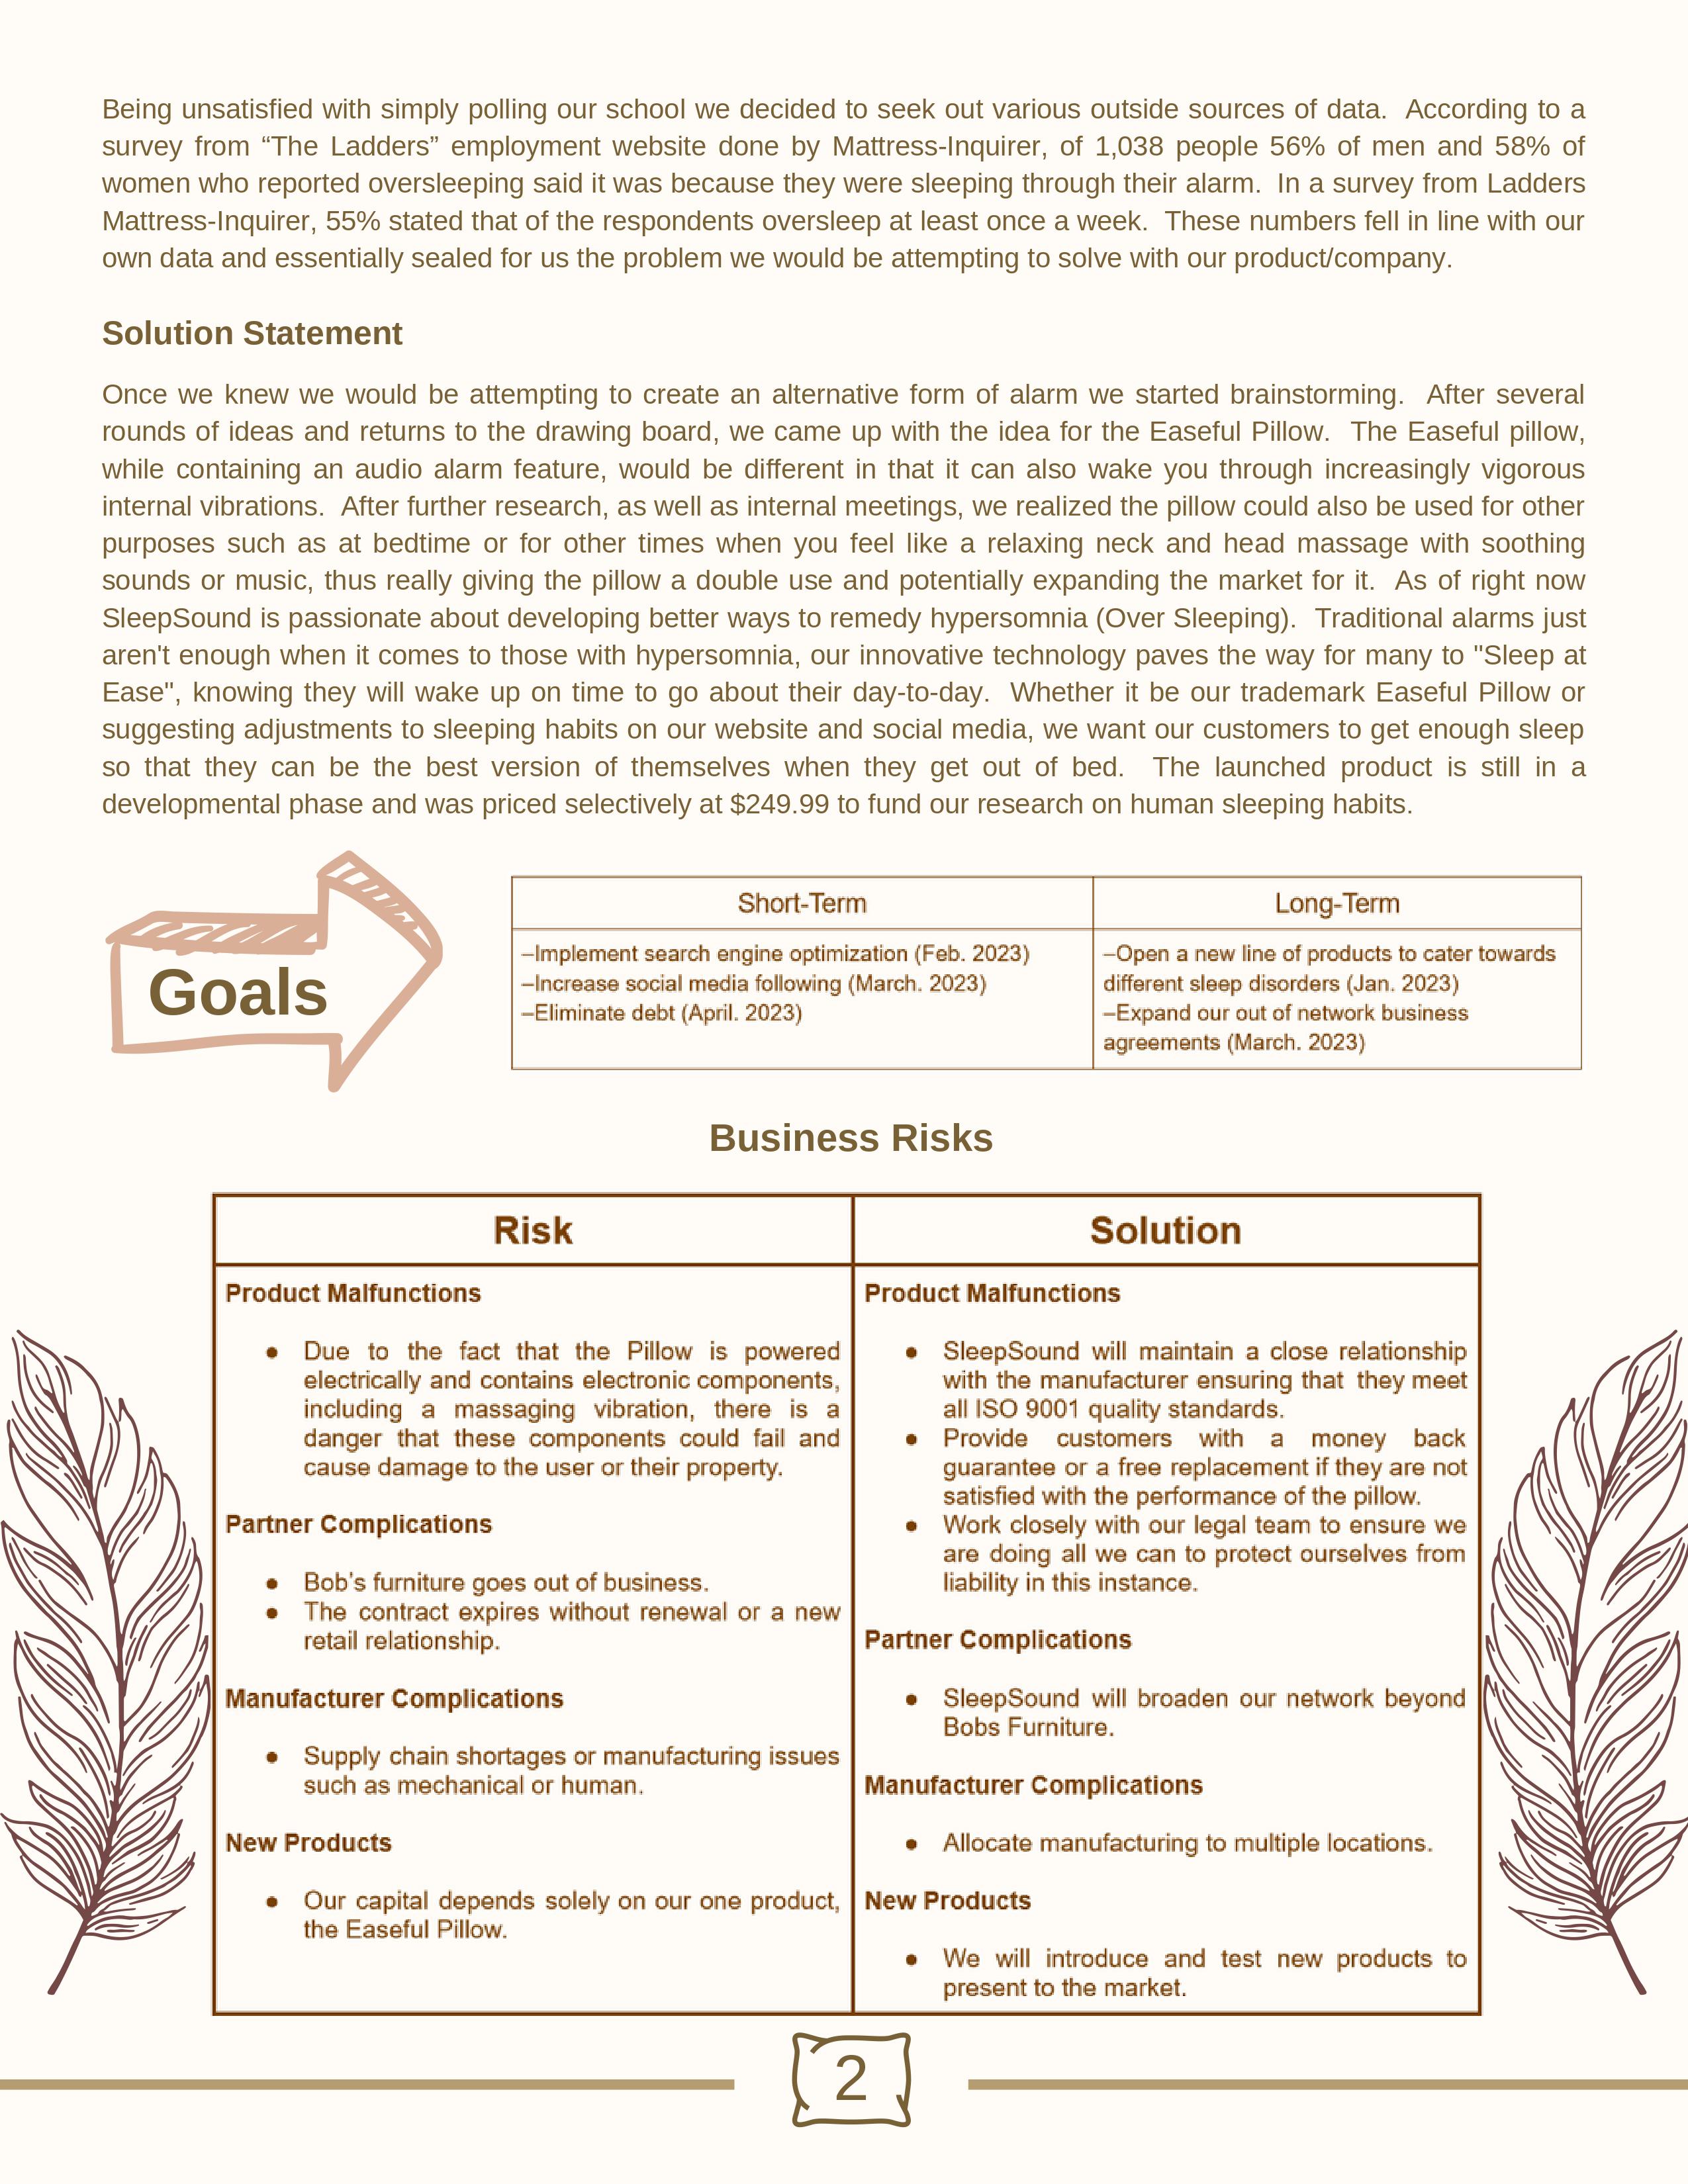 Being unsatisfied with simply polling our school we decided to seek out various outside sources of data.  According to a
survey from “The Ladders” employment website done by Mattress-Inquirer, of 1,038 people 56% of men and 58% of
women who reported oversleeping said it was because they were sleeping through their alarm.  In a survey from Ladders
Mattress-Inquirer, 55% stated that of the respondents oversleep at least once a week.  These numbers fell in line with our
own data and essentially sealed for us the problem we would be attempting to solve with our product/company.
Solution Statement
Once we knew we would be attempting to create an alternative form of alarm we started brainstorming.  After several
rounds of ideas and returns to the drawing board, we came up with the idea for the Easeful Pillow.  The Easeful pillow,
while containing an audio alarm feature, would be different in that it can also wake you through increasingly vigorous
internal vibrations.  After further research, as well as internal meetings, we realized the pillow could also be used for other
purposes such as at bedtime or for other times when you feel like a relaxing neck and head massage with soothing
sounds or music, thus really giving the pillow a double use and potentially expanding the market for it.  As of right now
SleepSound is passionate about developing better ways to remedy hypersomnia (Over Sleeping).  Traditional alarms just
aren't enough when it comes to those with hypersomnia, our innovative technology paves the way for many to "Sleep at
Ease", knowing they will wake up on time to go about their day-to-day.  Whether it be our trademark Easeful Pillow or
suggesting adjustments to sleeping habits on our website and social media, we want our customers to get enough sleep
so that they can be the best version of themselves when they get out of bed.  The launched product is still in a
developmental phase and was priced selectively at $249.99 to fund our research on human sleeping habits.
Goals
Short-Term
–Implement search engine optimization (Feb. 2023)
–Increase social media following (March. 2023)
–Eliminate debt (April. 2023)
Long-Term
–Open a new line of products to cater towards
different sleep disorders (Jan. 2023)
–Expand our out of network business
agreements (March. 2023)
Business Risks
Risk
Product Malfunctions
● Due to the fact that the Pillow is powered
electrically and contains electronic components,
including a massaging vibration, there is a
danger that these components could fail and
cause damage to the user or their property.
Partner Complications
● Bob’s furniture goes out of business.
● The contract expires without renewal or a new
retail relationship.
Manufacturer Complications
● Supply chain shortages or manufacturing issues
such as mechanical or human.
New Products
● Our capital depends solely on our one product,
the Easeful Pillow.
Solution
Product Malfunctions
● SleepSound will maintain a close relationship
with the manufacturer ensuring that they meet
all ISO 9001 quality standards.
● Provide customers with a money back
guarantee or a free replacement if they are not
satisfied with the performance of the pillow.
● Work closely with our legal team to ensure we
are doing all we can to protect ourselves from
liability in this instance.
Partner Complications
● SleepSound will broaden our network beyond
Bobs Furniture.
Manufacturer Complications
● Allocate manufacturing to multiple locations.
New Products
● We will introduce and test new products to
present to the market.
2